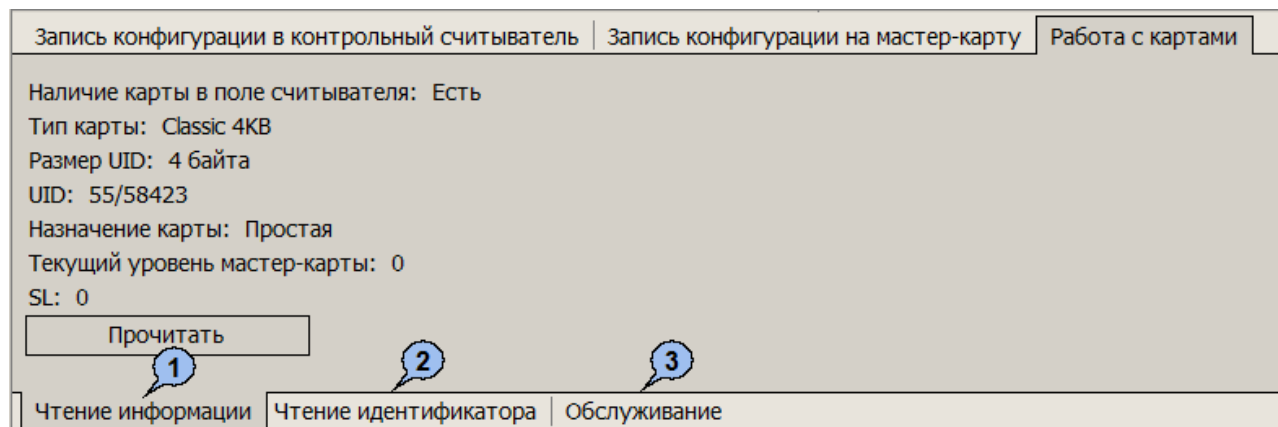 Запись конфигурации в контрольный считыватель Запись конфигурации на мастер-карту Работа с картами
Наличие карты в поле считывателя: Есть
Тип карты: Classic 4KB
Размер UID: 4 байта
UID: 55/58423
Назначение карты: Простая
Текущий уровень мастер-карты: 0
SL: 0
Прочитать
1 2 3
Чтение информации Чтение идентификатора Обслуживание